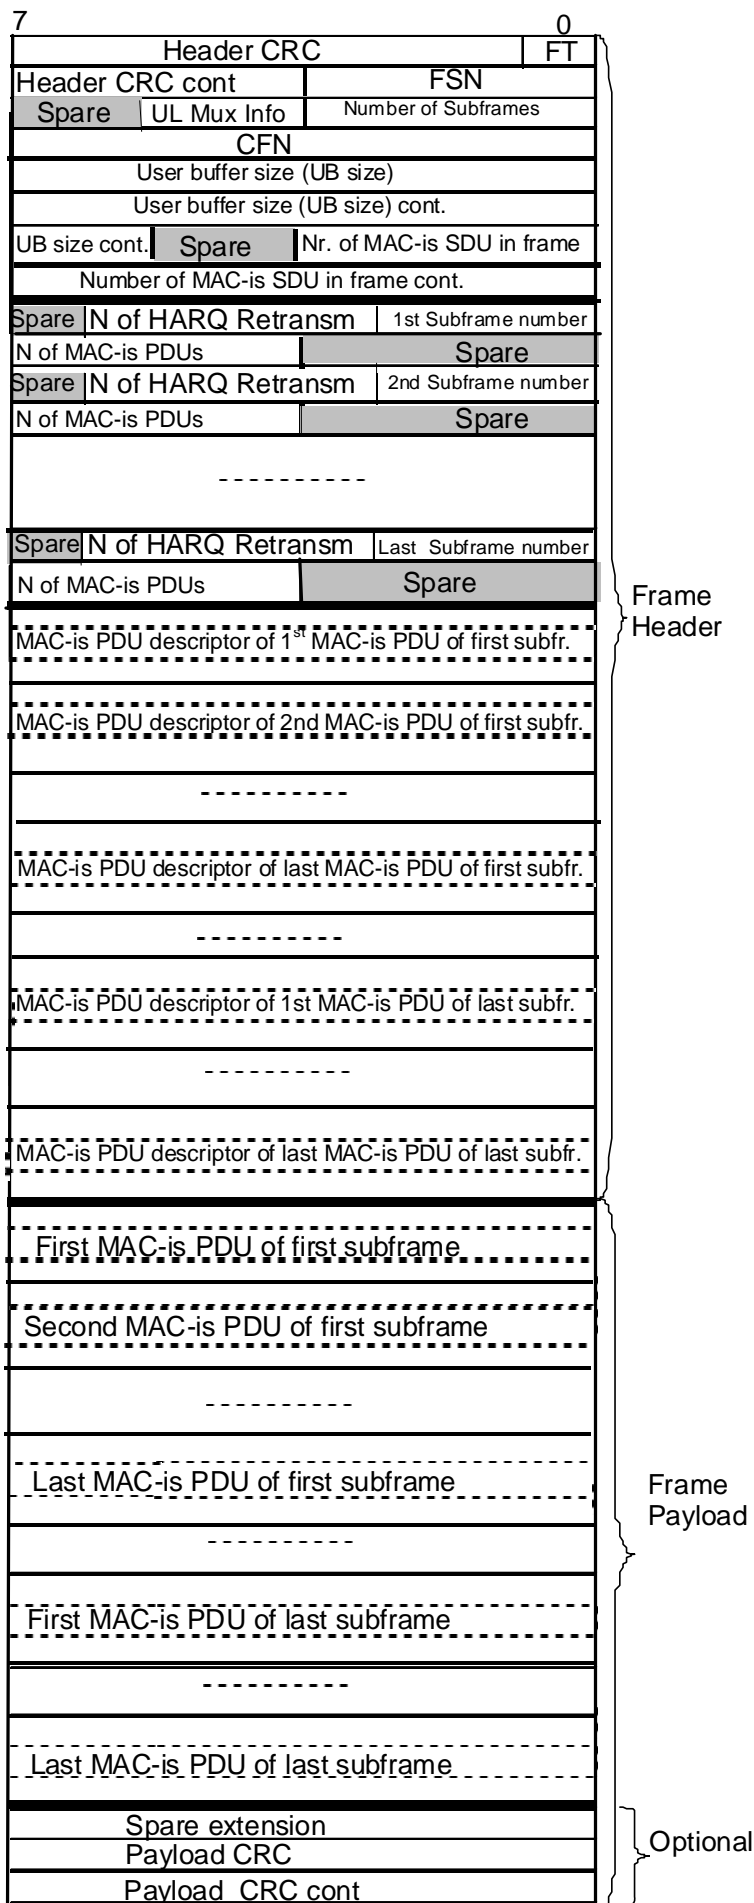 7 0
Header CRC FT
Header CRC cont FSN
Spare UL Mux Info Number of Subframes
CFN
User buffer size (UB size)
User buffer size (UB size) cont.
UB size cont. Spare Nr. of MAC-is SDU in frame
Number of MAC-is SDU in frame cont.
Spare N of HARQ Retransm 1st Subframe number
N of MAC-is PDUs Spare
Spare N of HARQ Retransm 2nd Subframe number
N of MAC-is PDUs Spare
Spare N of HARQ Retransm Last Subframe number
N of MAC-is PDUs Spare
Frame
Header
MAC-is PDU descriptor of 1st MAC-is PDU of first subfr.
MAC-is PDU descriptor of 2nd MAC-is PDU of first subfr.
MAC-is PDU descriptor of last MAC-is PDU of first subfr.
MAC-is PDU descriptor of 1st MAC-is PDU of last subfr.
MAC-is PDU descriptor of last MAC-is PDU of last subfr.
First MAC-is PDU of first subframe
Second MAC-is PDU of first subframe
Last MAC-is PDU of first subframe
Frame
Payload
First MAC-is PDU of last subframe
Last MAC-is PDU of last subframe
Spare extension
Payload CRC
Optional
Payload CRC cont